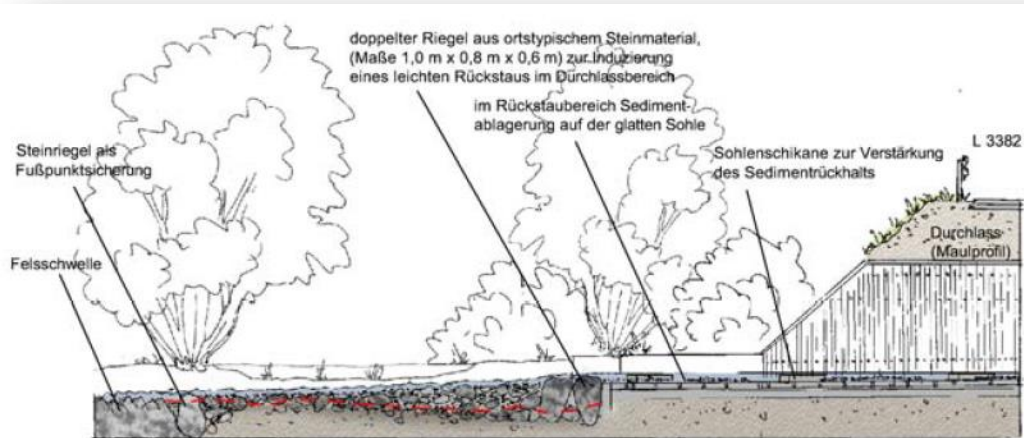 doppelter Riegel aus ortstypischem Steinmaterial,
(Maße 1,0 m x 0,8 m x 0,6 m) zur Induzierung
eines leichten Rückstaus im Durchlassbereich
im Rückstaubereich Sediment-
ablagerung auf der glatten Sohle
L 3382
Steinriegel als
Fußpunktsicherung
Sohlenschikane zur Verstärkung
des Sedimentrückhalts
Durchlass
(Maulprofil)
Felsschwelle